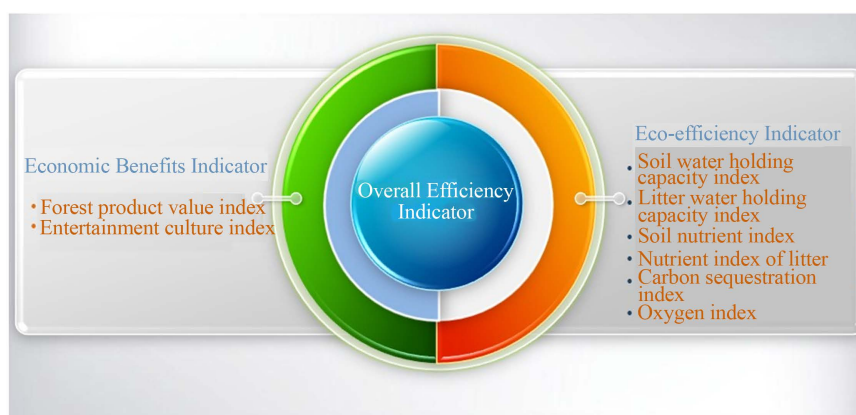 Economic Benefits Indicator
• Forest product value index
• Entertainment culture index
Overall Efficiency
Indicator
Eco-efficiency Indicator
• Soil water holding
capacity index
• Litter water holding
capacity index
• Soil nutrient index
• Nutrient index of litter
• Carbon sequestration
index
• Oxygen index